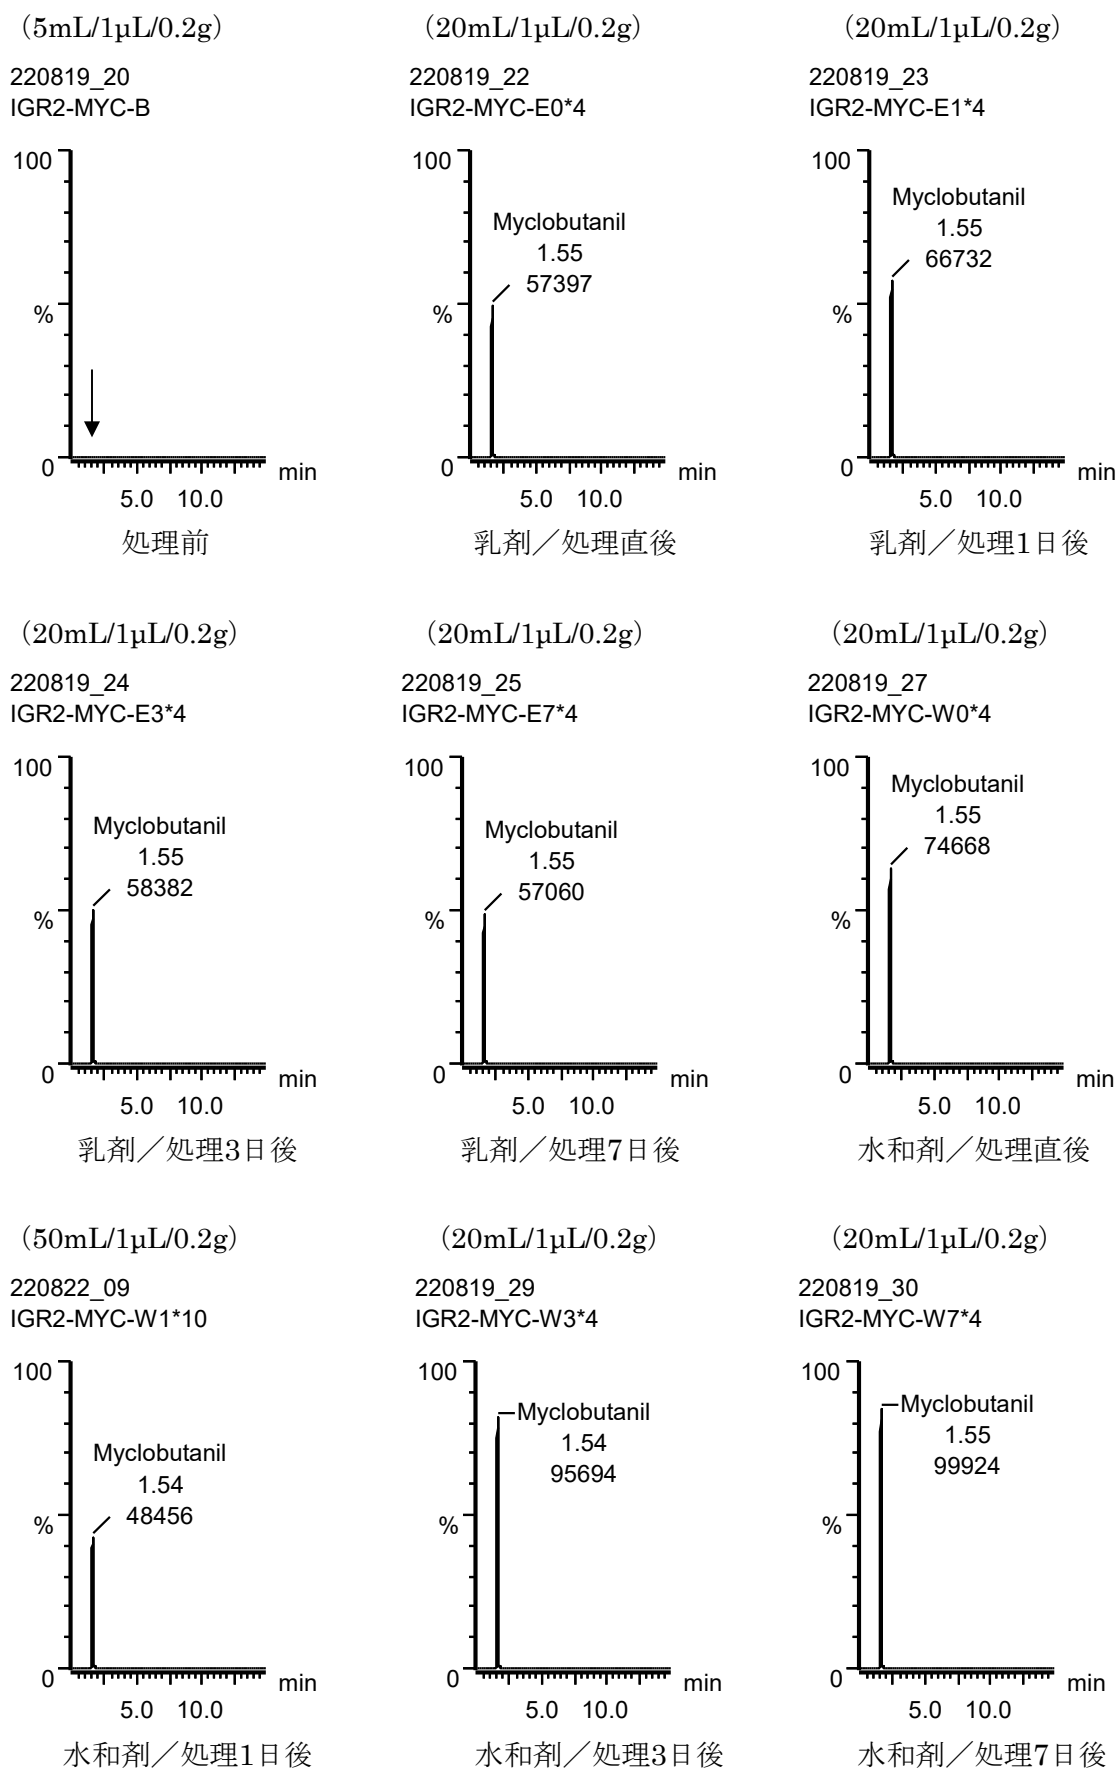 （5mL/1µL/0.2g）
220819_20
IGR2-MYC-B
100
%
0
min
5.0 10.0
処理前
（20mL/1µL/0.2g）
220819_22
IGR2-MYC-E0*4
100
Myclobutanil
1.55
57397
%
0
min
5.0 10.0
乳剤／処理直後
（20mL/1µL/0.2g）
220819_23
IGR2-MYC-E1*4
100
Myclobutanil
1.55
66732
%
0
min
5.0 10.0
乳剤／処理1日後
（20mL/1µL/0.2g）
220819_24
IGR2-MYC-E3*4
100
Myclobutanil
1.55
58382
%
0
min
5.0 10.0
乳剤／処理3日後
（20mL/1µL/0.2g）
220819_25
IGR2-MYC-E7*4
100
Myclobutanil
1.55
57060
%
0
min
5.0 10.0
乳剤／処理7日後
（20mL/1µL/0.2g）
220819_27
IGR2-MYC-W0*4
100
Myclobutanil
1.55
74668
%
0
min
5.0 10.0
水和剤／処理直後
（50mL/1µL/0.2g）
220822_09
IGR2-MYC-W1*10
100
Myclobutanil
1.54
48456
%
0
min
5.0 10.0
水和剤／処理1日後
（20mL/1µL/0.2g）
220819_29
IGR2-MYC-W3*4
100
Myclobutanil
1.54
95694
%
0
min
5.0 10.0
水和剤／処理3日後
（20mL/1µL/0.2g）
220819_30
IGR2-MYC-W7*4
100
Myclobutanil
1.55
99924
%
0
min
5.0 10.0
水和剤／処理7日後